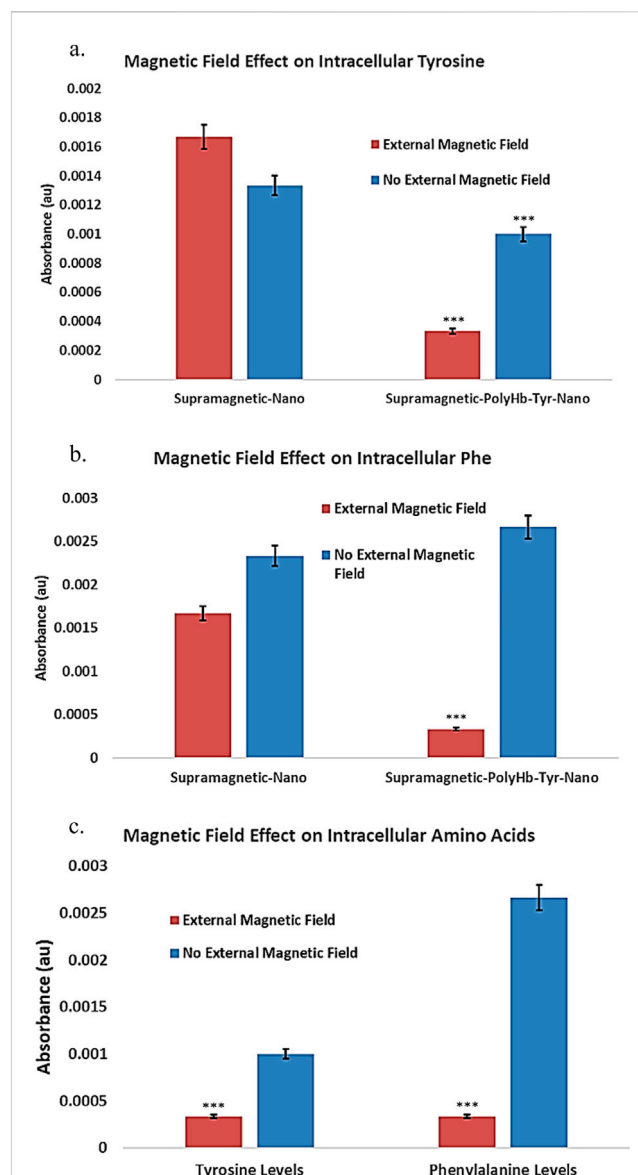 a.
Magnetic Field Effect on Intracellular Tyrosine
Absorbance (au)
0.002
0.0018
0.0016
0.0014
0.0012
0.001
0.0008
0.0006
0.0004
0.0002
0
External Magnetic Field
No External Magnetic Field
***
***
Supramagnetic-Nano
Supramagnetic-PolyHb-Tyr-Nano
b.
Magnetic Field Effect on Intracellular Phe
Absorbance (au)
0.003
0.0025
0.002
0.0015
0.001
0.0005
0
External Magnetic Field
No External Magnetic
Field
***
Supramagnetic-Nano
Supramagnetic-PolyHb-Tyr-Nano
c.
Magnetic Field Effect on Intracellular Amino Acids
Absorbance (au)
0.003
0.0025
0.002
0.0015
0.001
0.0005
0
External Magnetic Field
No External Magnetic Field
***
***
Tyrosine Levels
Phenylalanine Levels